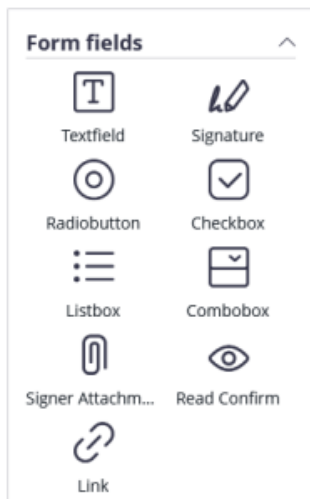 Form fields
Textfield Signature
Radiobutton Checkbox
Listbox Combobox
Signer Attachm... Read Confirm
Link